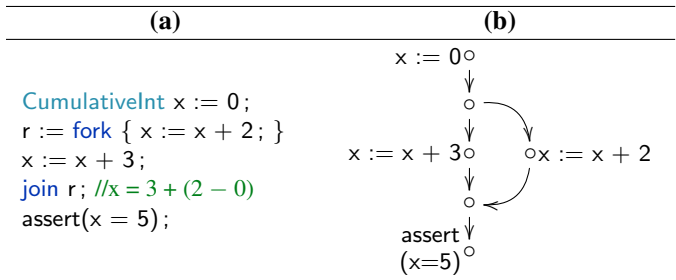 (a)
(b)
CumulativeInt x := 0;
r := fork { x := x + 2; }
x := x + 3;
join r; //x = 3 + (2 − 0)
assert(x = 5);
x := 0
x := x + 3
x := x + 2
assert
(x=5)